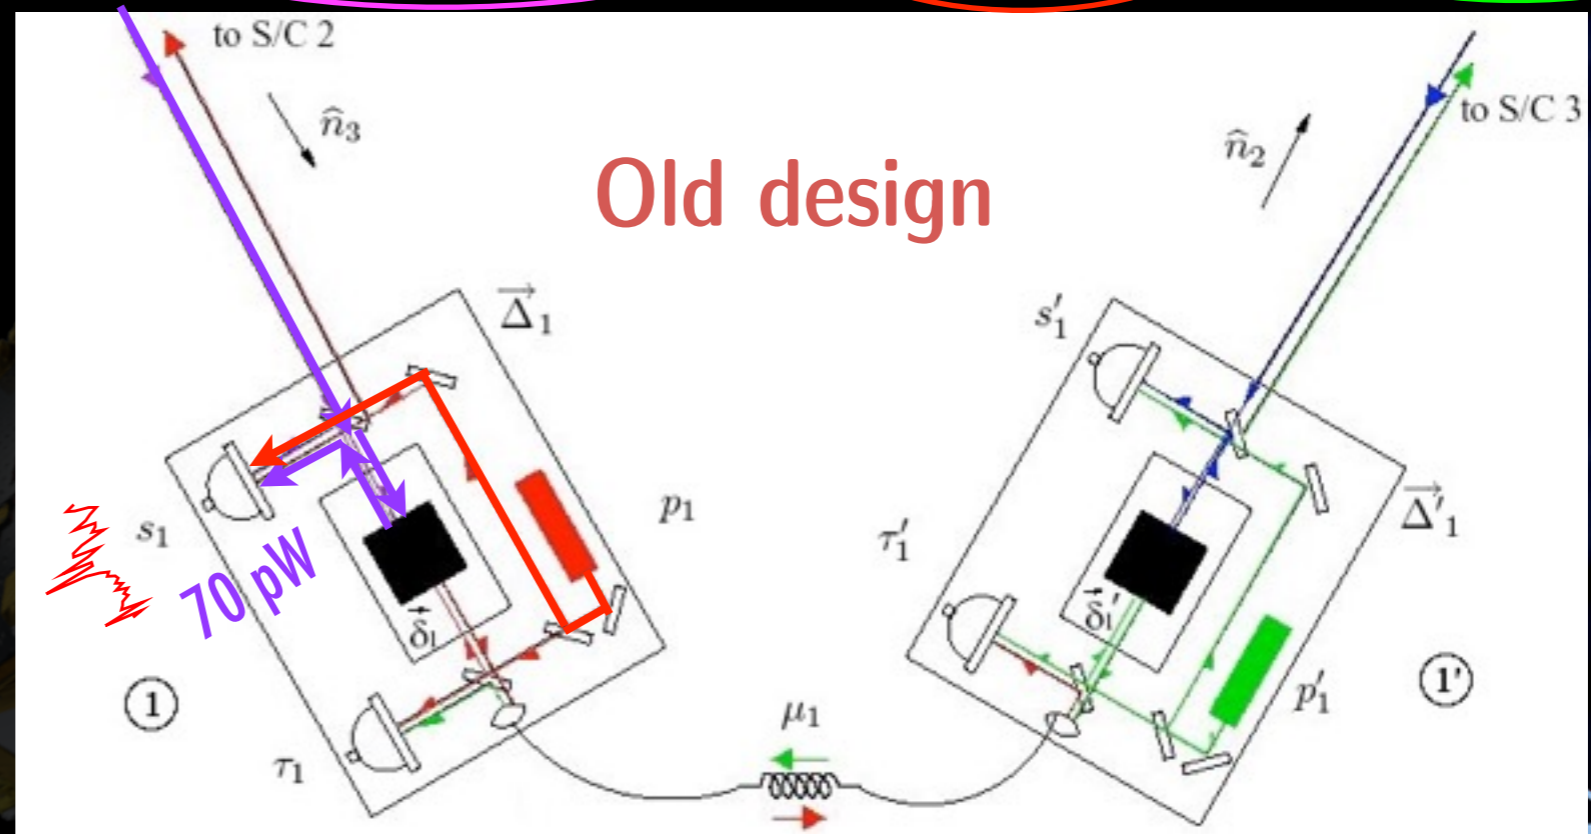 to S/C 2
n̂₃
Old design
n̂₂
to S/C 3
Δ⃗₁
s′₁
s₁
70 pW
p₁
δ⃗₁
τ′₁
δ⃗₁′
Δ⃗′₁
1
τ₁
μ₁
p′₁
1'